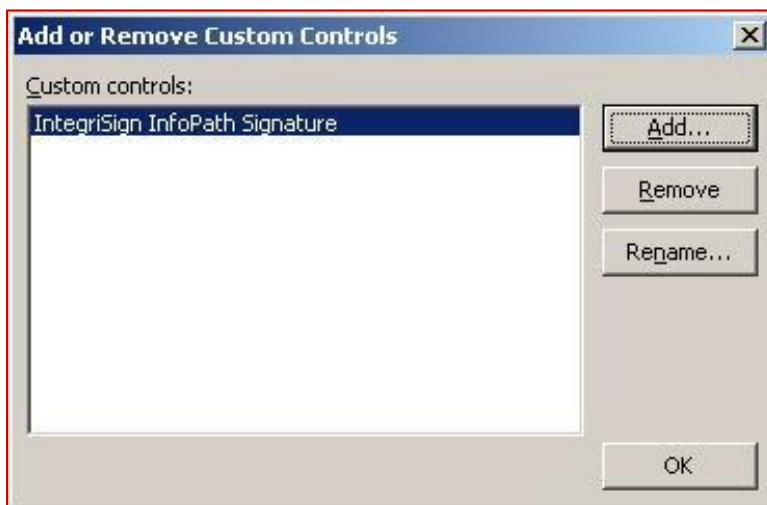 Add or Remove Custom Controls
Custom controls:
IntegriSign InfoPath Signature
Add...
Remove
Rename...
OK